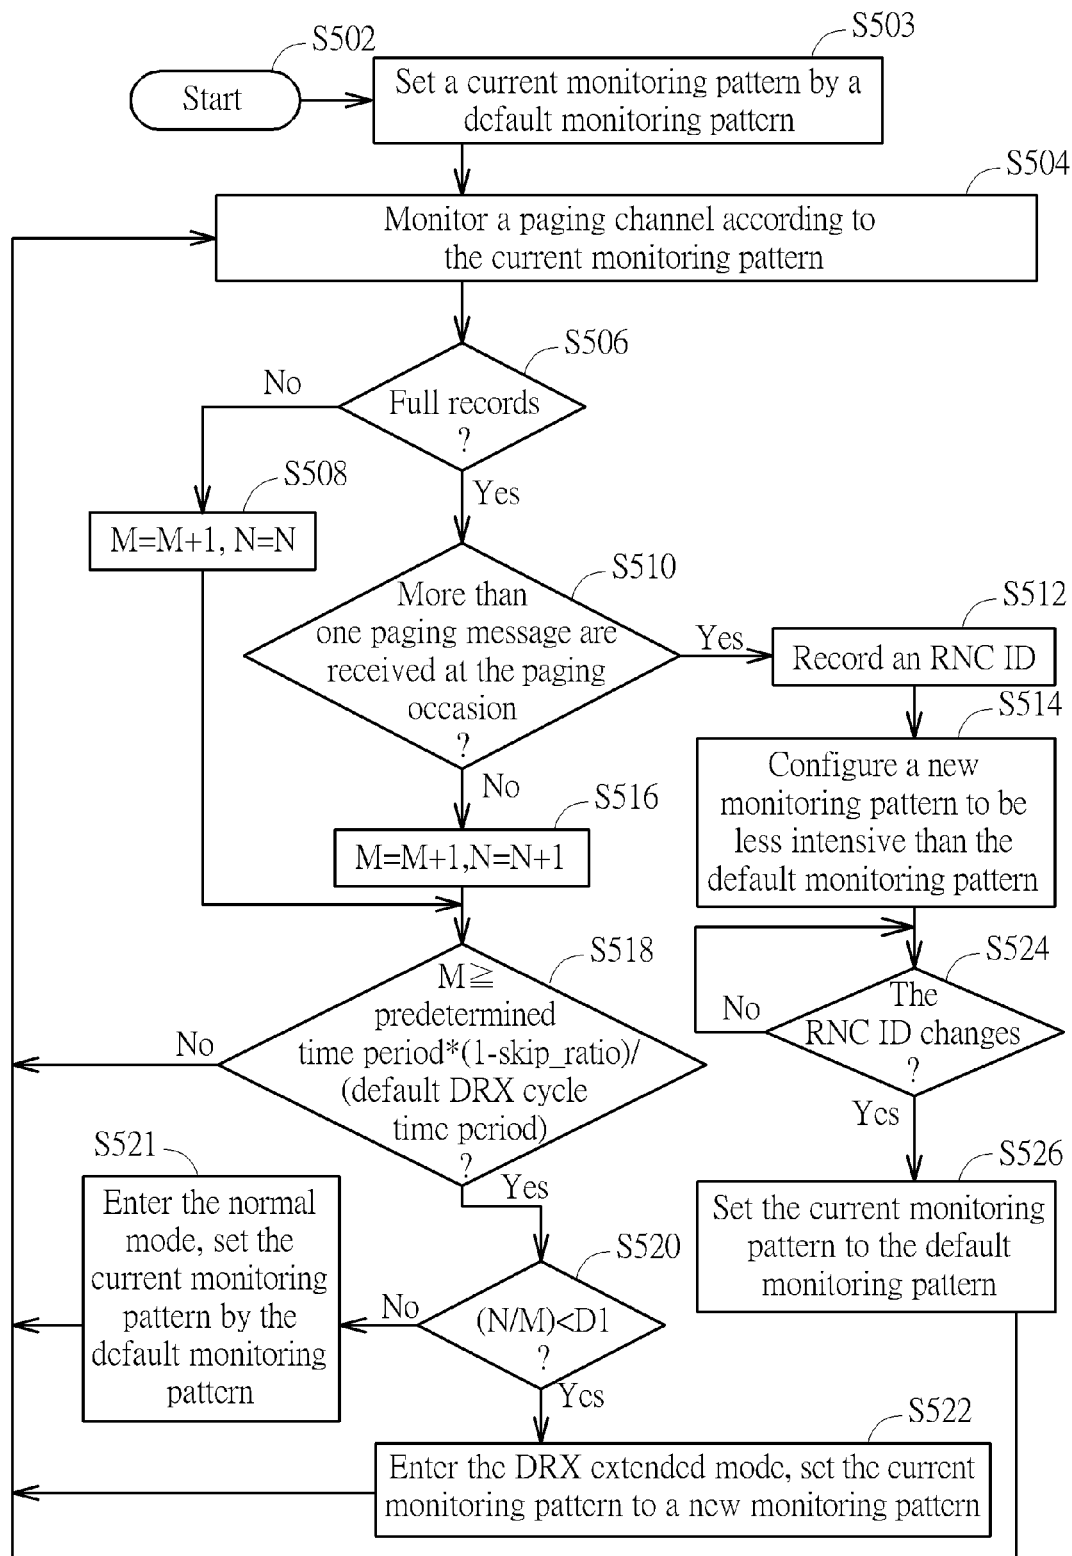 S502
Start
S503
Set a current monitoring pattern by a
default monitoring pattern
S504
Monitor a paging channel according to
the current monitoring pattern
S506
Full records
?
No
Yes
S508
M=M+1, N=N
S510
More than
one paging message are
received at the paging
occasion
?
Yes
No
S512
Record an RNC ID
S514
Configure a new
monitoring pattern to be
less intensive than the
default monitoring pattern
S516
M=M+1,N=N+1
S518
M≧
predetermined
time period*(1-skip_ratio)/
(default DRX cycle
time period)
?
No
Yes
S524
The
RNC ID changes
?
No
Yes
S526
Set the current monitoring
pattern to the default
monitoring pattern
S520
(N/M)<D1
?
No
Yes
S521
Enter the normal
mode, set the
current monitoring
pattern by the
default monitoring
pattern
S522
Enter the DRX extended mode, set the current
monitoring pattern to a new monitoring pattern